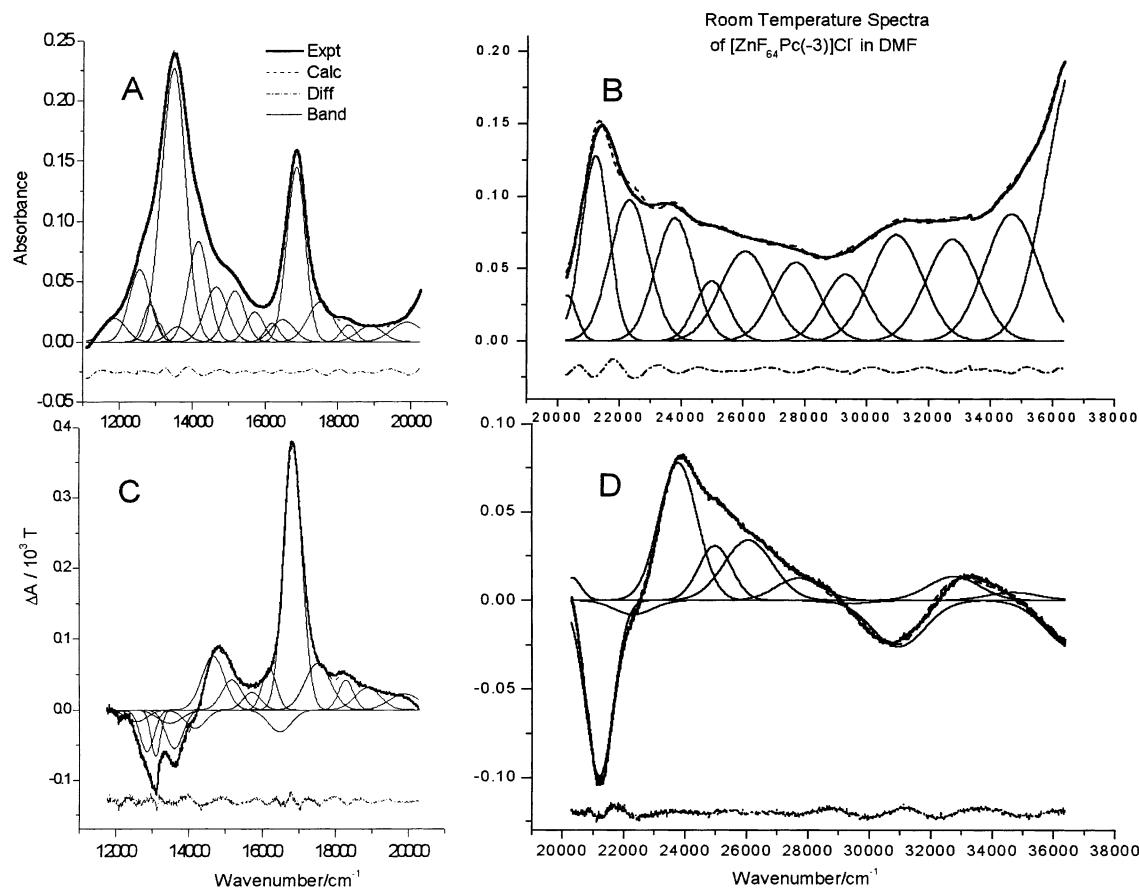 Room Temperature Spectra
of [ZnF64Pc(-3)]Cl- in DMF
A
Expt
Calc
Diff
Band
0.25
0.20
0.15
0.10
0.05
0.00
-0.05
Absorbance
12000 14000 16000 18000 20000
B
0.20
0.15
0.10
0.05
0.00
20000 22000 24000 26000 28000 30000 32000 34000 36000 38000
C
0.4
0.3
0.2
0.1
0.0
-0.1
ΔA / 10³ T
12000 14000 16000 18000 20000
Wavenumber/cm⁻¹
D
0.10
0.05
0.00
-0.05
-0.10
20000 22000 24000 26000 28000 30000 32000 34000 36000 38000
Wavenumber/cm⁻¹